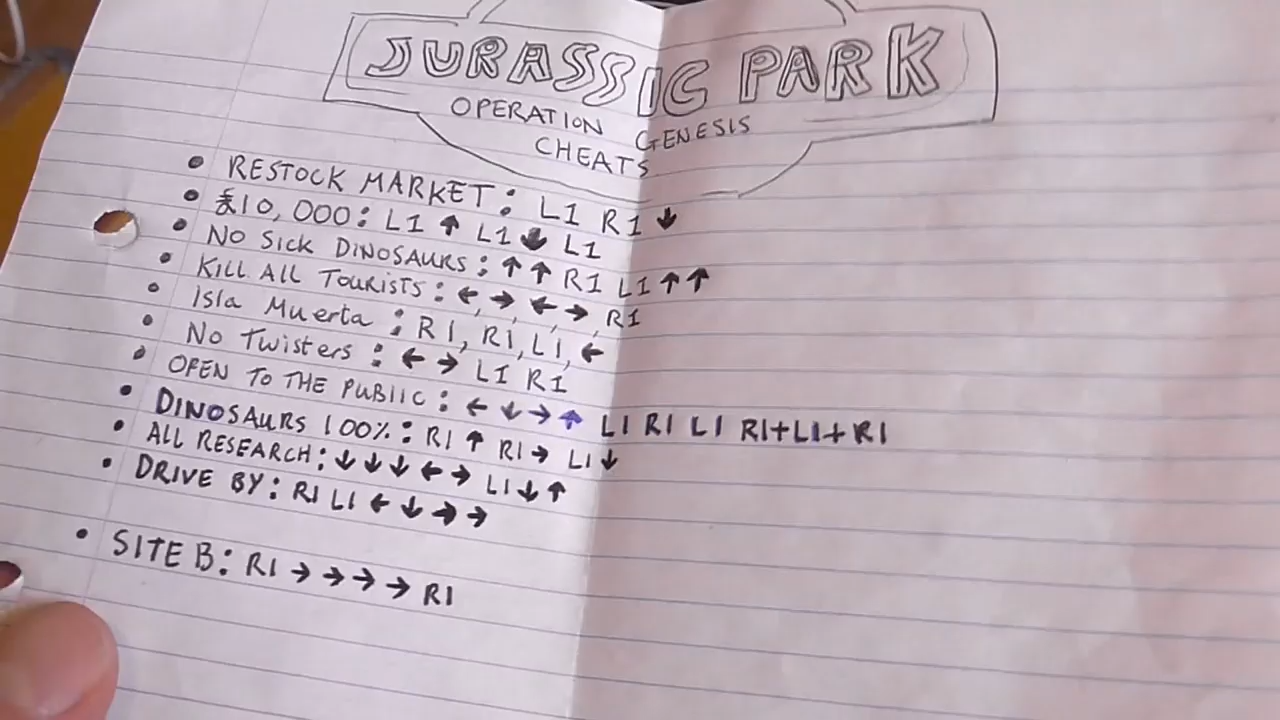 JURASSIC PARK
OPERATION GENESIS
CHEATS
• RESTOCK MARKET: L1 R1 ↓
• £10,000: L1 ↑ L1 ↓ L1
• NO SICK DINOSAURS: ↑ ↑ R1 L1 ↑ ↑
• KILL ALL TOURISTS: ←, →, ←, →, R1
• Isla Muerta: R1, R1, L1, ←
• No Twisters: ← → L1 R1
• OPEN TO THE PUBLIC: ← ↓ → ↑ L1 R1 L1 R1+L1+R1
• DINOSAURS 100%: R1 ↑ R1 → L1 ↓
• ALL RESEARCH: ↓ ↓ ↓ ← → L1 ↓ ↑
• DRIVE BY: R1 L1 ← ↓ → →
• SITE B: R1 → → → → R1